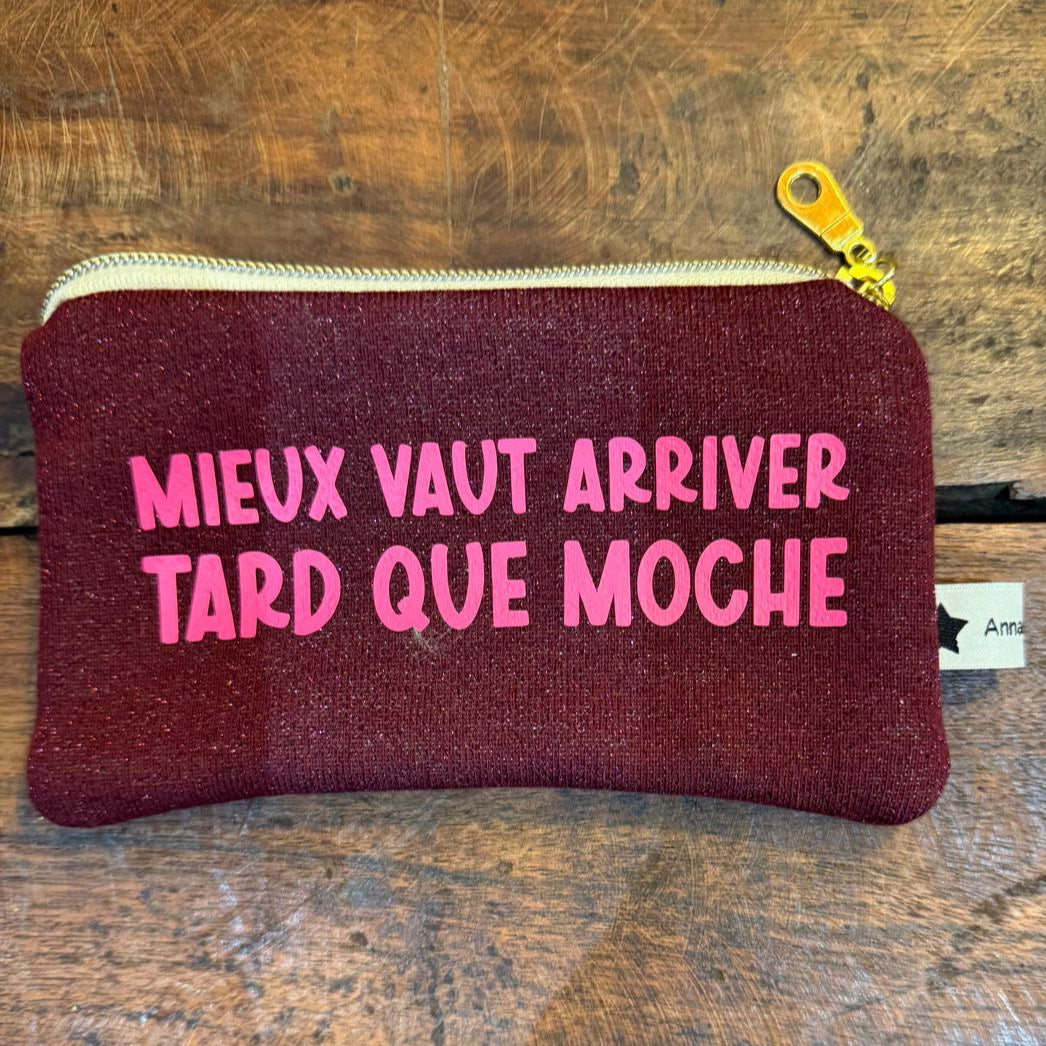 MIEUX VAUT ARRIVER
TARD QUE MOCHE
Anna